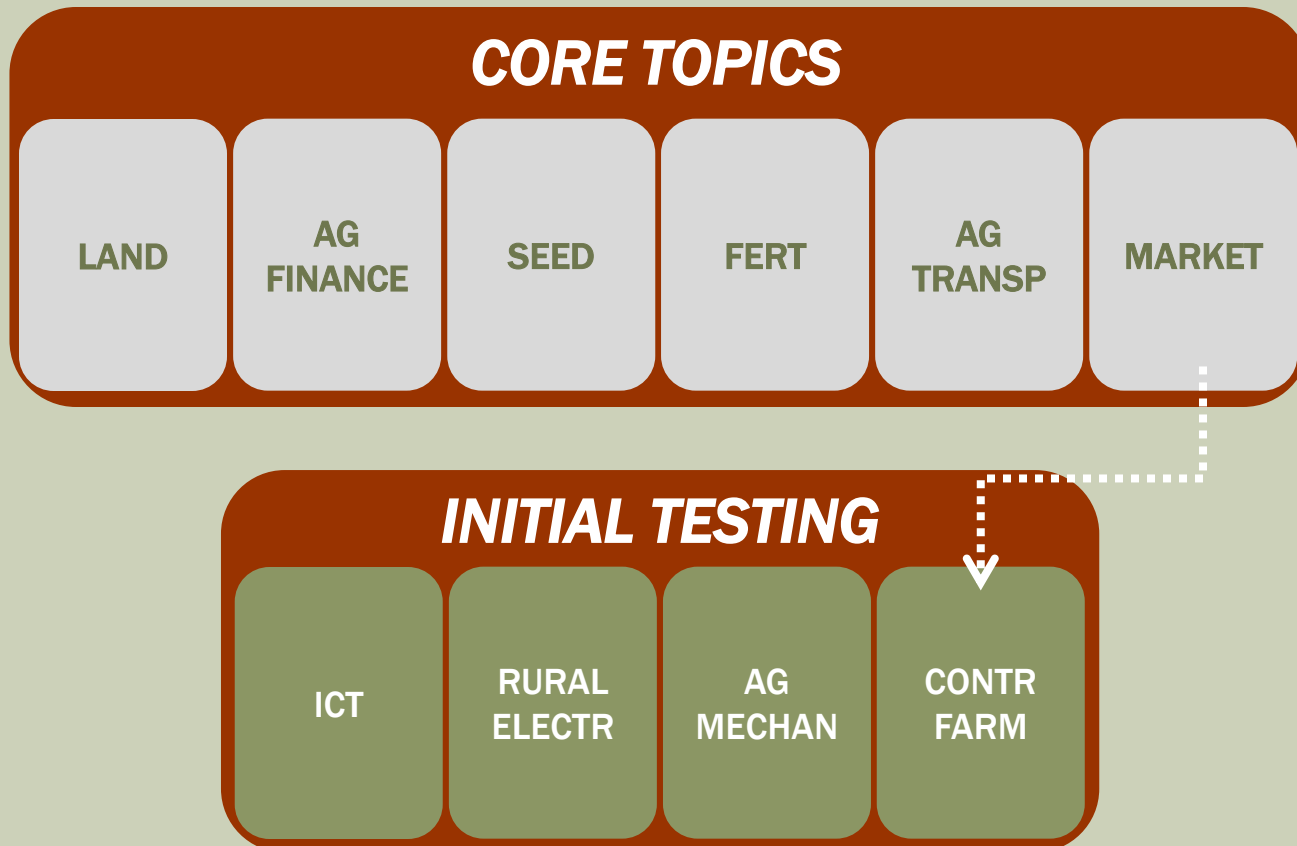 CORE TOPICS
LAND
AG
FINANCE
SEED
FERT
AG
TRANSP
MARKET
INITIAL TESTING
ICT
RURAL
ELECTR
AG
MECHAN
CONTR
FARM